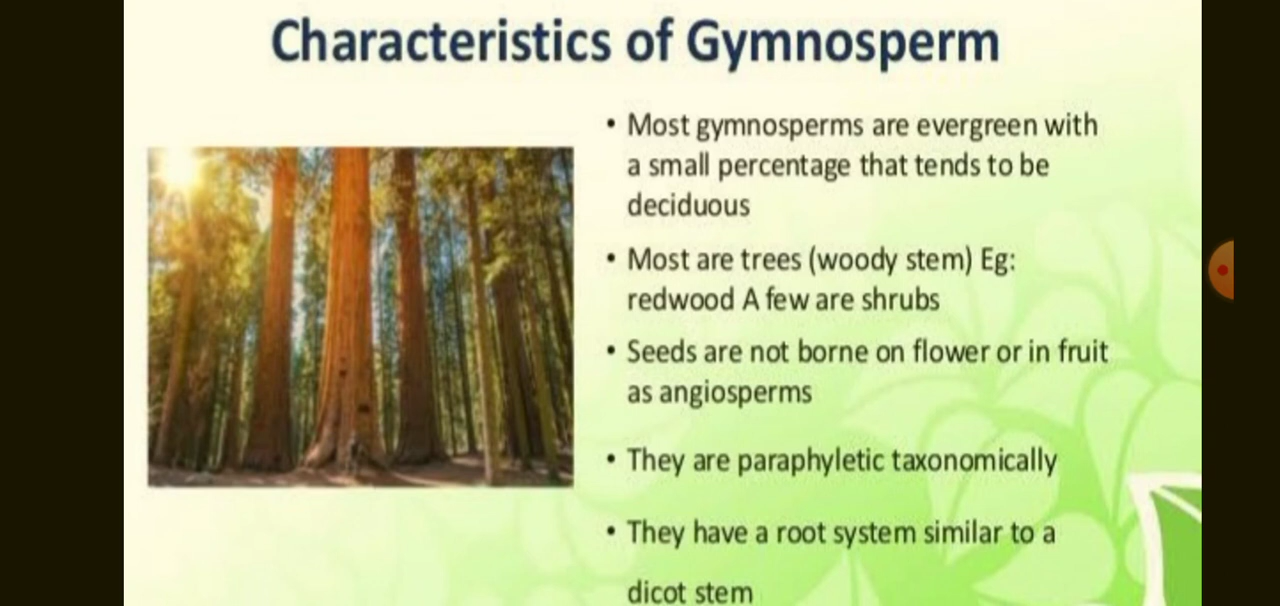 Characteristics of Gymnosperm
• Most gymnosperms are evergreen with
a small percentage that tends to be
deciduous
• Most are trees (woody stem) Eg:
redwood A few are shrubs
• Seeds are not borne on flower or in fruit
as angiosperms
• They are paraphyletic taxonomically
• They have a root system similar to a
dicot stem